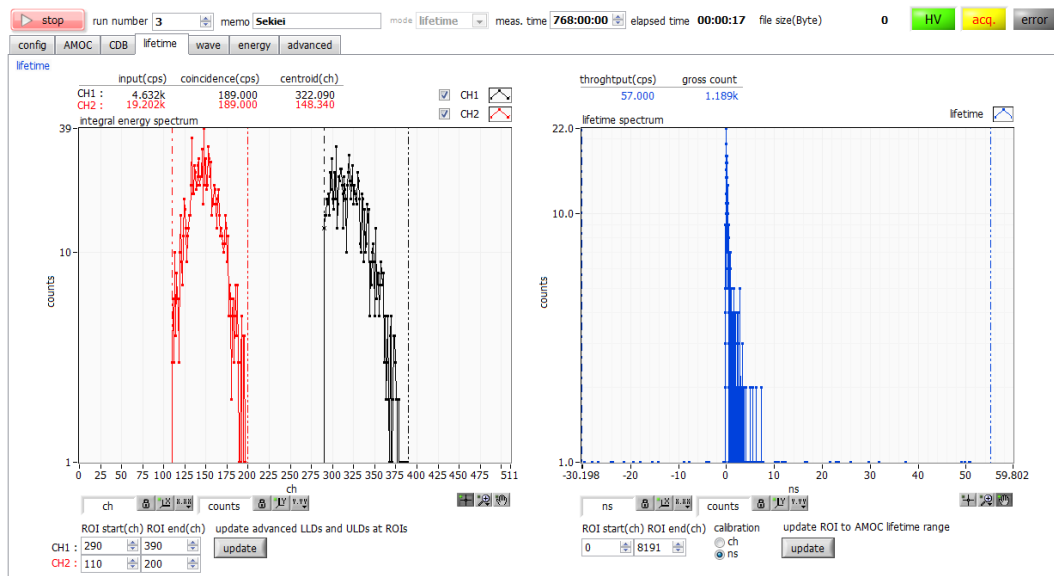 stop run number 3 memo Sekiei mode lifetime meas. time 768:00:00 elapsed time 00:00:17 file size(Byte) 0 HV acq. error
config AMOC CDB lifetime wave energy advanced
lifetime
input(cps) coincidence(cps) centroid(ch)
CH1 : 4.632k 189.000 322.090
CH2 : 19.202k 189.000 148.340
CH1
CH2
integral energy spectrum
39
10
1
counts
0 25 50 75 100 125 150 175 200 225 250 275 300 325 350 375 400 425 450 475 511
ch
ch counts
ROI start(ch) ROI end(ch) update advanced LLDs and ULDs at ROIs
CH1 : 290 390 update
CH2 : 110 200
throghtput(cps) gross count
57.000 1.189k
lifetime
lifetime spectrum
22.0
10.0
1.0
counts
-30.198 -20 -10 0 10 20 30 40 50 59.802
ns
ns counts
ROI start(ch) ROI end(ch) calibration update ROI to AMOC lifetime range
0 8191 ch
ns update